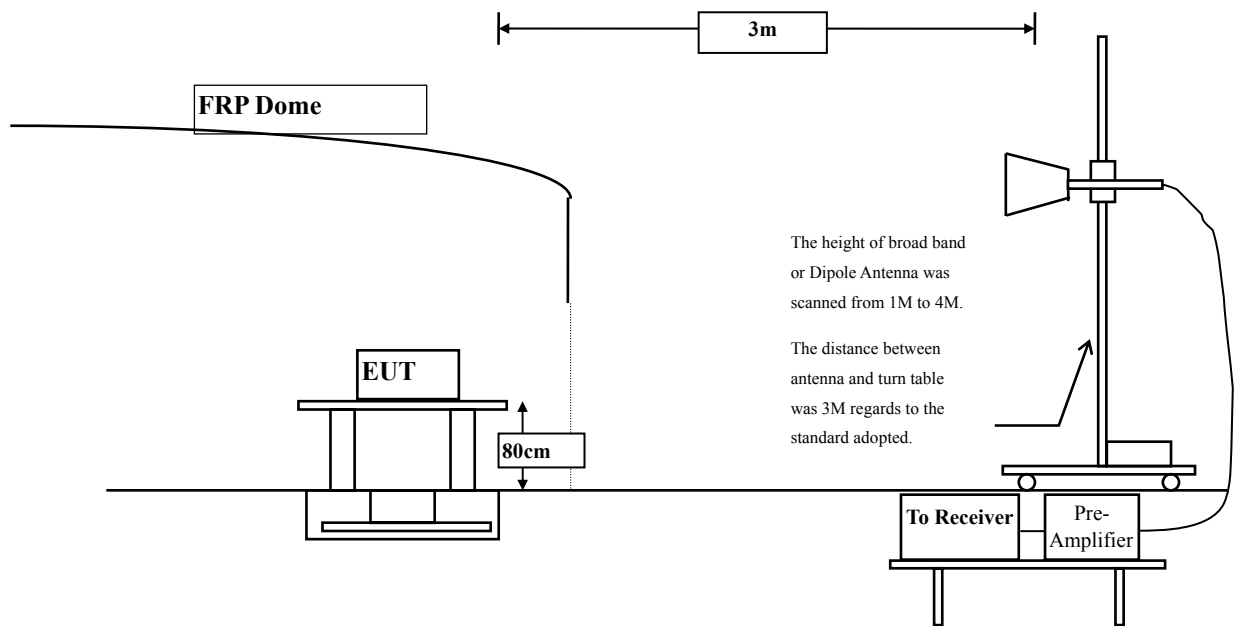 3m
FRP Dome
The height of broad band
or Dipole Antenna was
scanned from 1M to 4M.
The distance between
antenna and turn table
was 3M regards to the
standard adopted.
EUT
80cm
To Receiver
Pre-
Amplifier